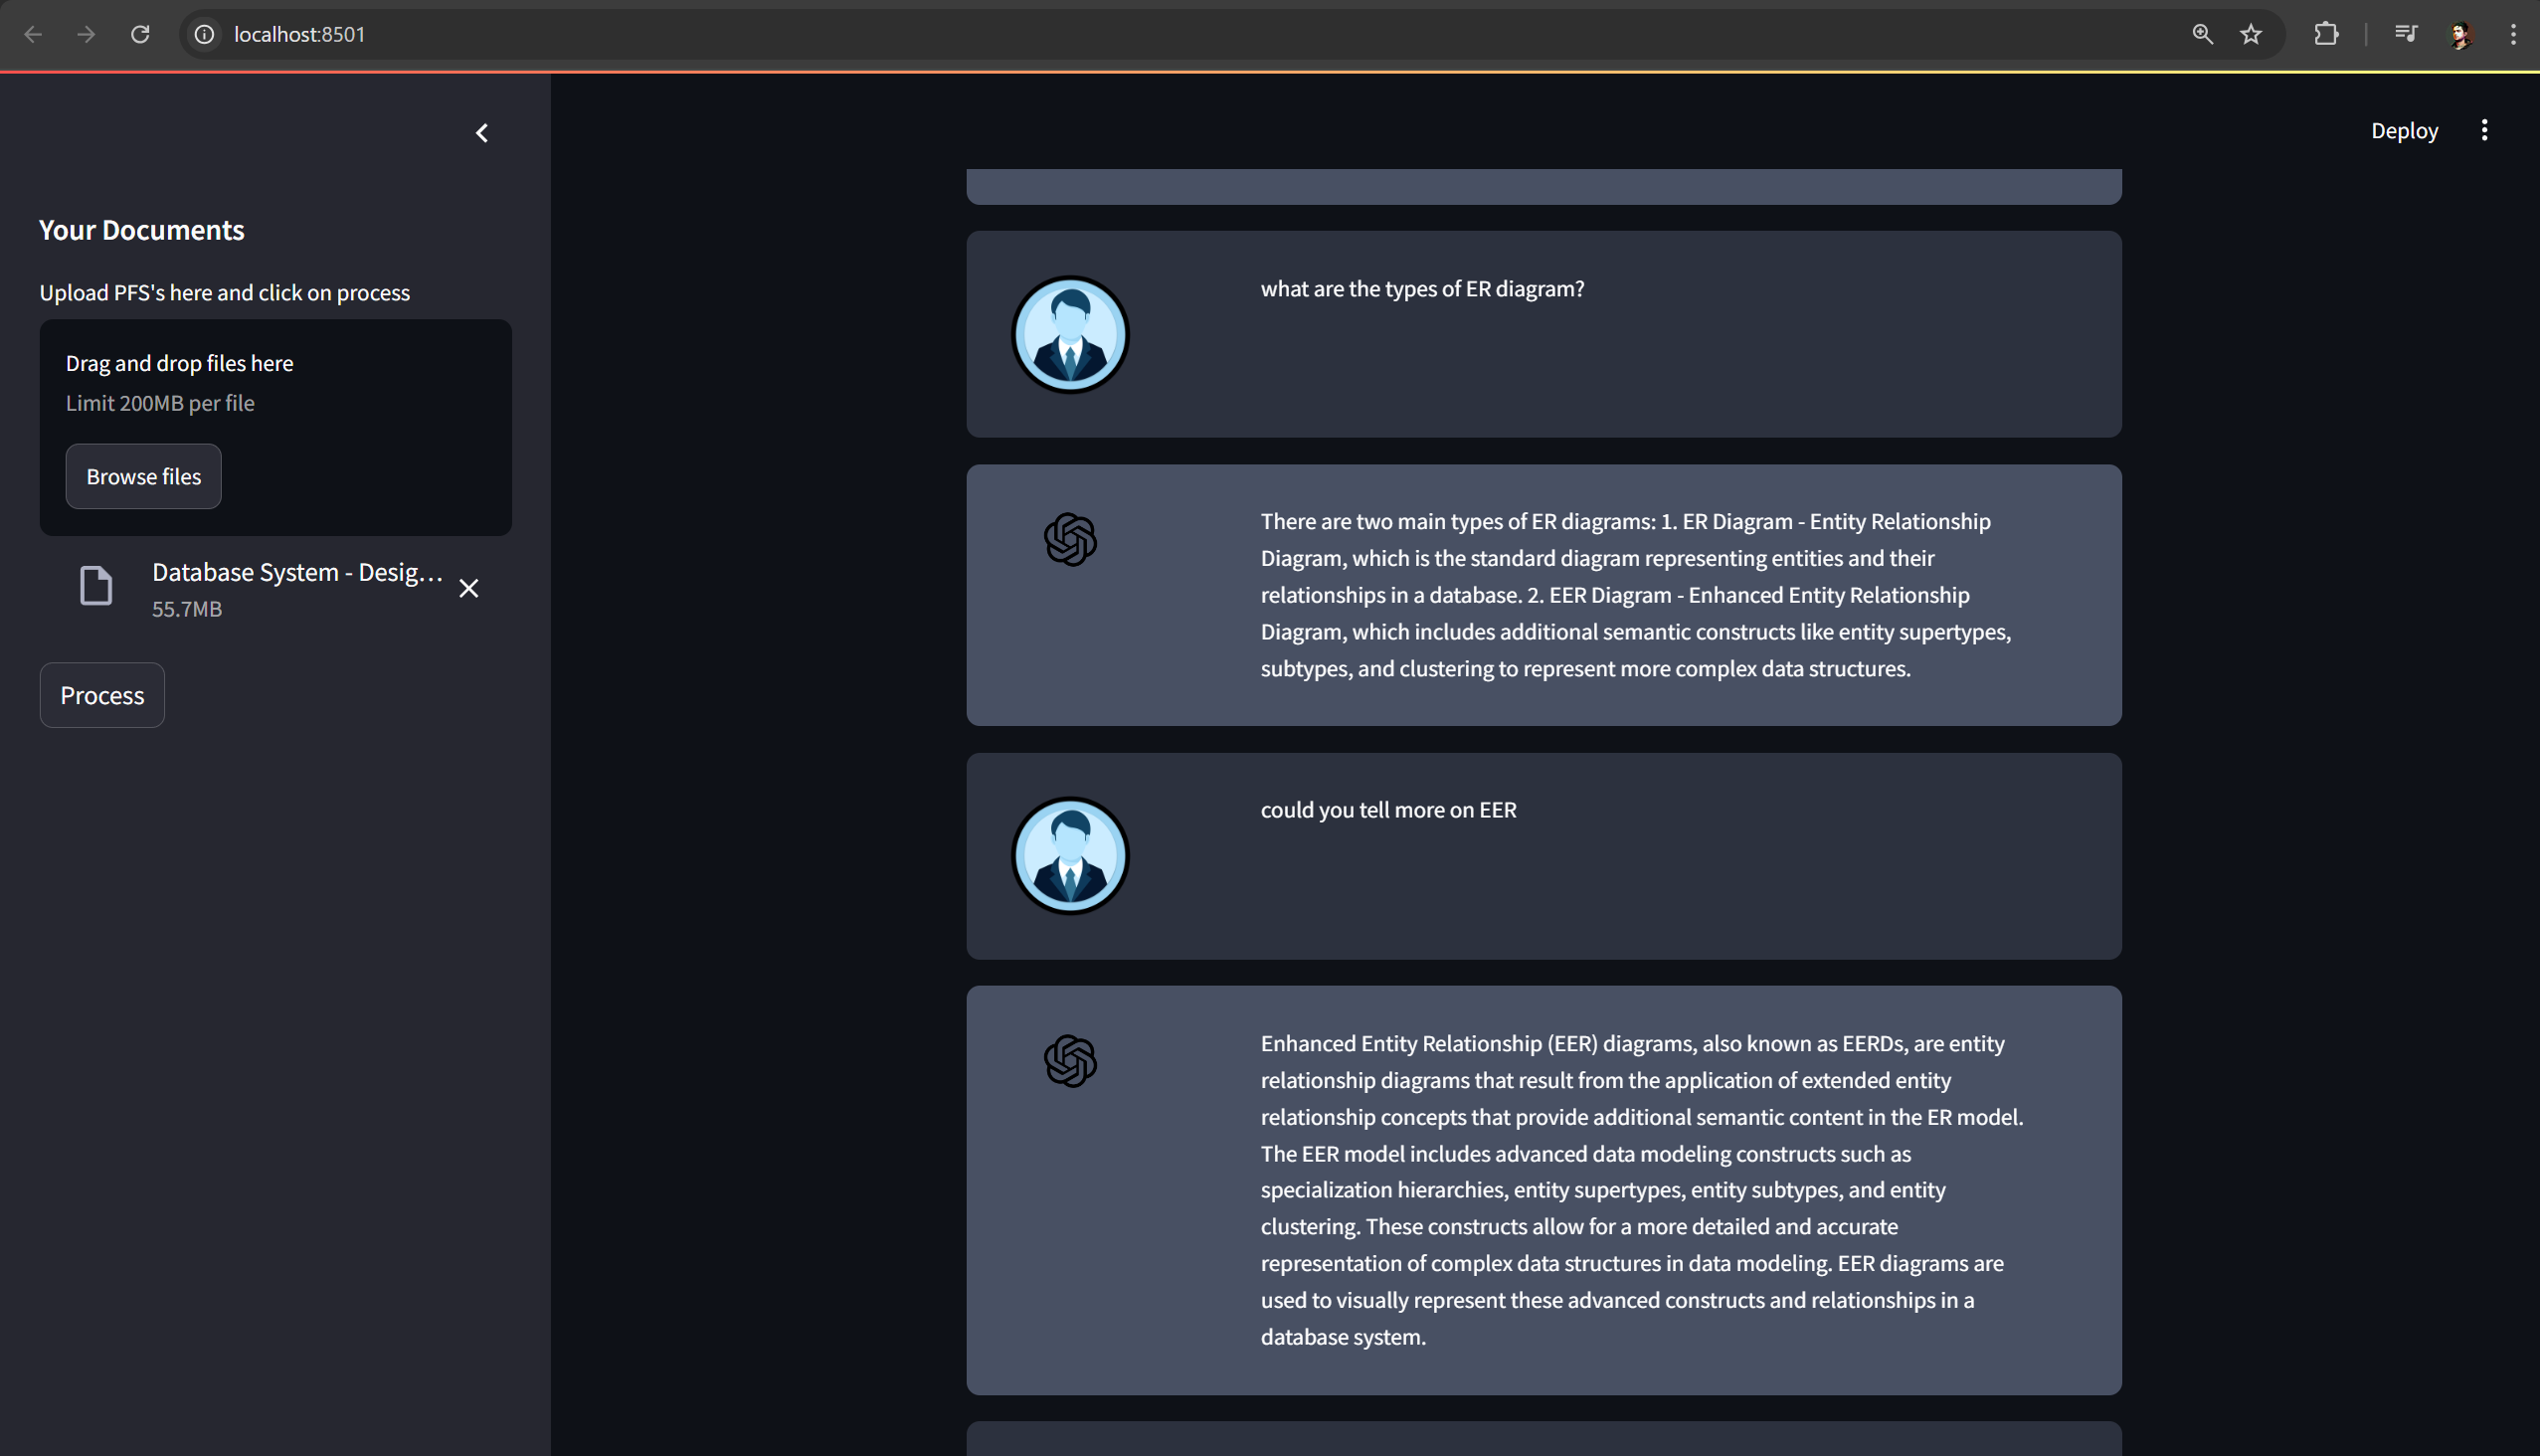 localhost:8501
Deploy
Your Documents
Upload PFS's here and click on process
Drag and drop files here
Limit 200MB per file
Browse files
Database System - Desig...
55.7MB
Process
what are the types of ER diagram?
There are two main types of ER diagrams: 1. ER Diagram - Entity Relationship
Diagram, which is the standard diagram representing entities and their
relationships in a database. 2. EER Diagram - Enhanced Entity Relationship
Diagram, which includes additional semantic constructs like entity supertypes,
subtypes, and clustering to represent more complex data structures.
could you tell more on EER
Enhanced Entity Relationship (EER) diagrams, also known as EERDs, are entity
relationship diagrams that result from the application of extended entity
relationship concepts that provide additional semantic content in the ER model.
The EER model includes advanced data modeling constructs such as
specialization hierarchies, entity supertypes, entity subtypes, and entity
clustering. These constructs allow for a more detailed and accurate
representation of complex data structures in data modeling. EER diagrams are
used to visually represent these advanced constructs and relationships in a
database system.